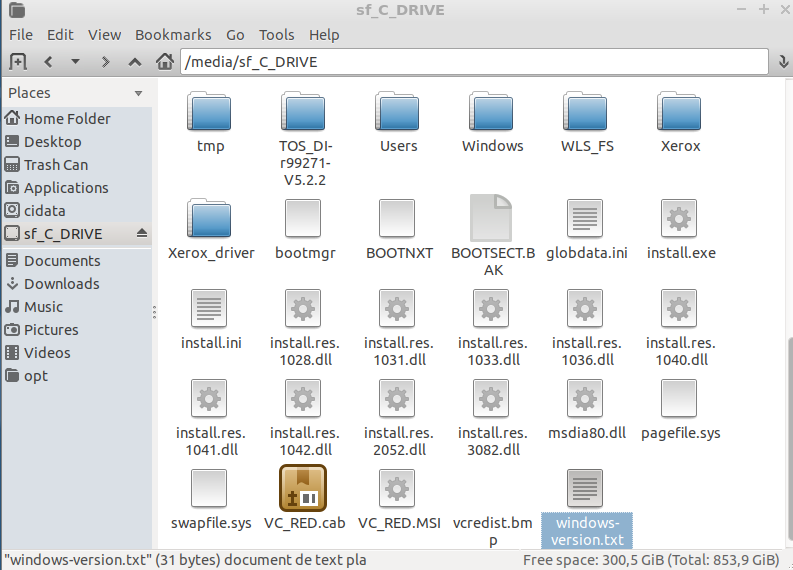 sf_C_DRIVE
File Edit View Bookmarks Go Tools Help
/media/sf_C_DRIVE
Places
Home Folder
Desktop
Trash Can
Applications
cidata
sf_C_DRIVE
Documents
Downloads
Music
Pictures
Videos
opt
tmp
TOS_DI-
r99271-
V5.2.2
Users
Windows
WLS_FS
Xerox
Xerox_driver
bootmgr
BOOTNXT
BOOTSECT.B
AK
globdata.ini
install.exe
install.ini
install.res.
1028.dll
install.res.
1031.dll
install.res.
1033.dll
install.res.
1036.dll
install.res.
1040.dll
install.res.
1041.dll
install.res.
1042.dll
install.res.
2052.dll
install.res.
3082.dll
msdia80.dll
pagefile.sys
swapfile.sys
VC_RED.cab
VC_RED.MSI
vcredist.bm
p
windows-
version.txt
"windows-version.txt" (31 bytes) document de text pla
Free space: 300,5 GiB (Total: 853,9 GiB)